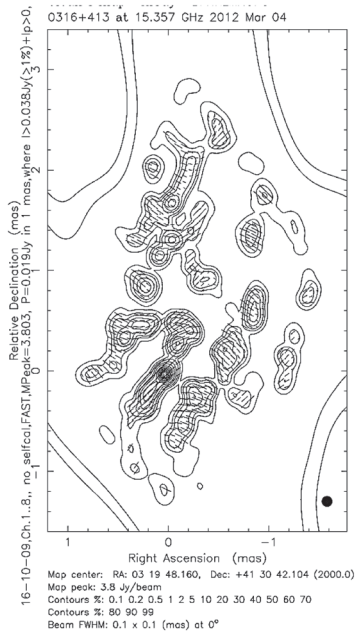 0316+413 at 15.357 GHz 2012 Mar 04
16-10-09,Ch.1..8,, no_selfcal,FAST,MPeak=3.803, P=0.019Jy in 1 mas,where I>0.038Jy(≥1%)+Ip>0,
Relative Declination (mas)
3
2
1
0
−1
1
0
−1
Right Ascension (mas)
Map center: RA: 03 19 48.160, Dec: +41 30 42.104 (2000.0)
Map peak: 3.8 Jy/beam
Contours %: 0.1 0.2 0.5 1 2 5 10 20 30 40 50 60 70
Contours %: 80 90 99
Beam FWHM: 0.1 x 0.1 (mas) at 0°